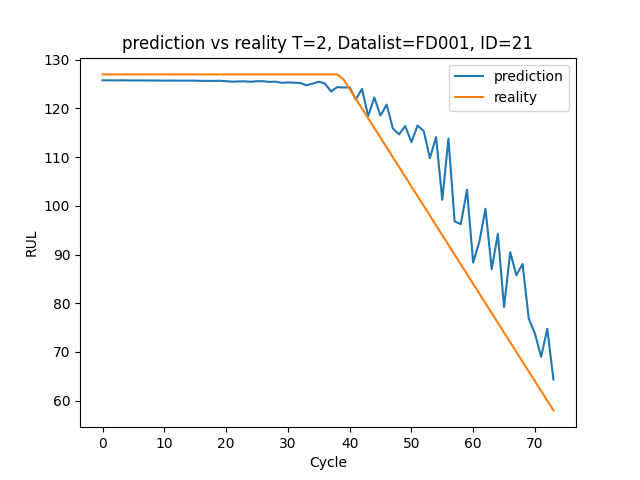 prediction vs reality T=2, Datalist=FD001, ID=21
prediction
reality
130
120
110
100
90
80
70
60
RUL
0 10 20 30 40 50 60 70
Cycle